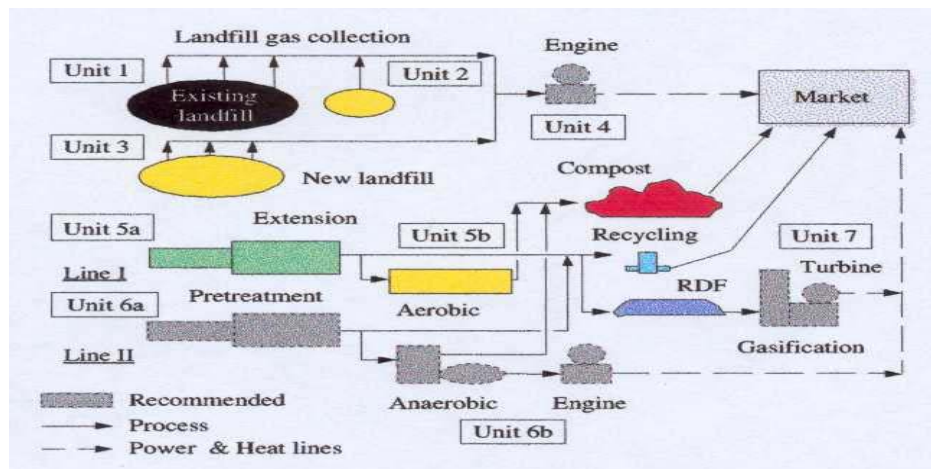 Landfill gas collection
Engine
Unit 1
Unit 2
Existing
landfill
Market
Unit 4
Unit 3
New landfill
Compost
Extension
Unit 5a
Unit 5b
Recycling
Unit 7
Line I
Turbine
Pretreatment
RDF
Unit 6a
Aerobic
Gasification
Line II
Recommended
Anaerobic
Engine
Process
Unit 6b
Power & Heat lines